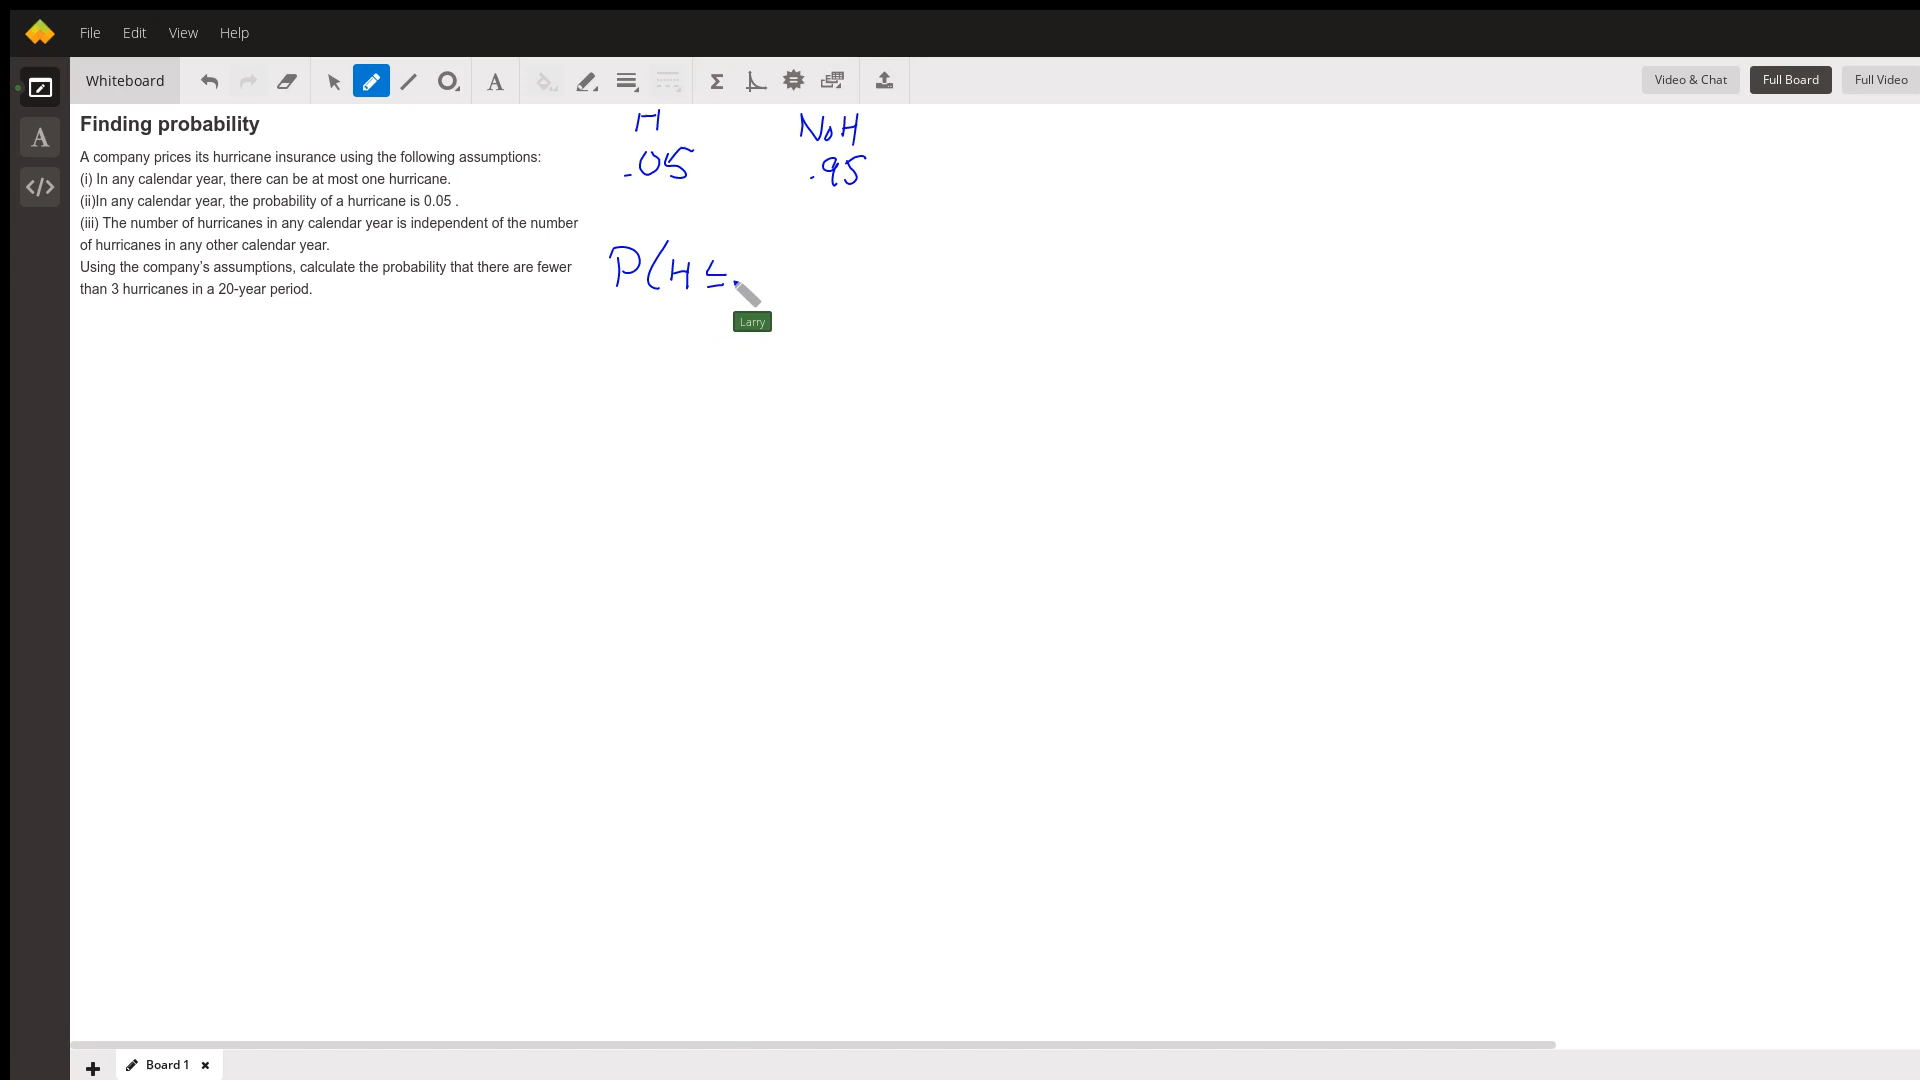 File Edit View Help
Whiteboard A Σ Video & Chat Full Board Full Video
A
</>
Finding probability
A company prices its hurricane insurance using the following assumptions:
(i) In any calendar year, there can be at most one hurricane.
(ii)In any calendar year, the probability of a hurricane is 0.05 .
(iii) The number of hurricanes in any calendar year is independent of the number
of hurricanes in any other calendar year.
Using the company's assumptions, calculate the probability that there are fewer
than 3 hurricanes in a 20-year period.
H No H
.05 .95
P(H ≤
Larry
Board 1